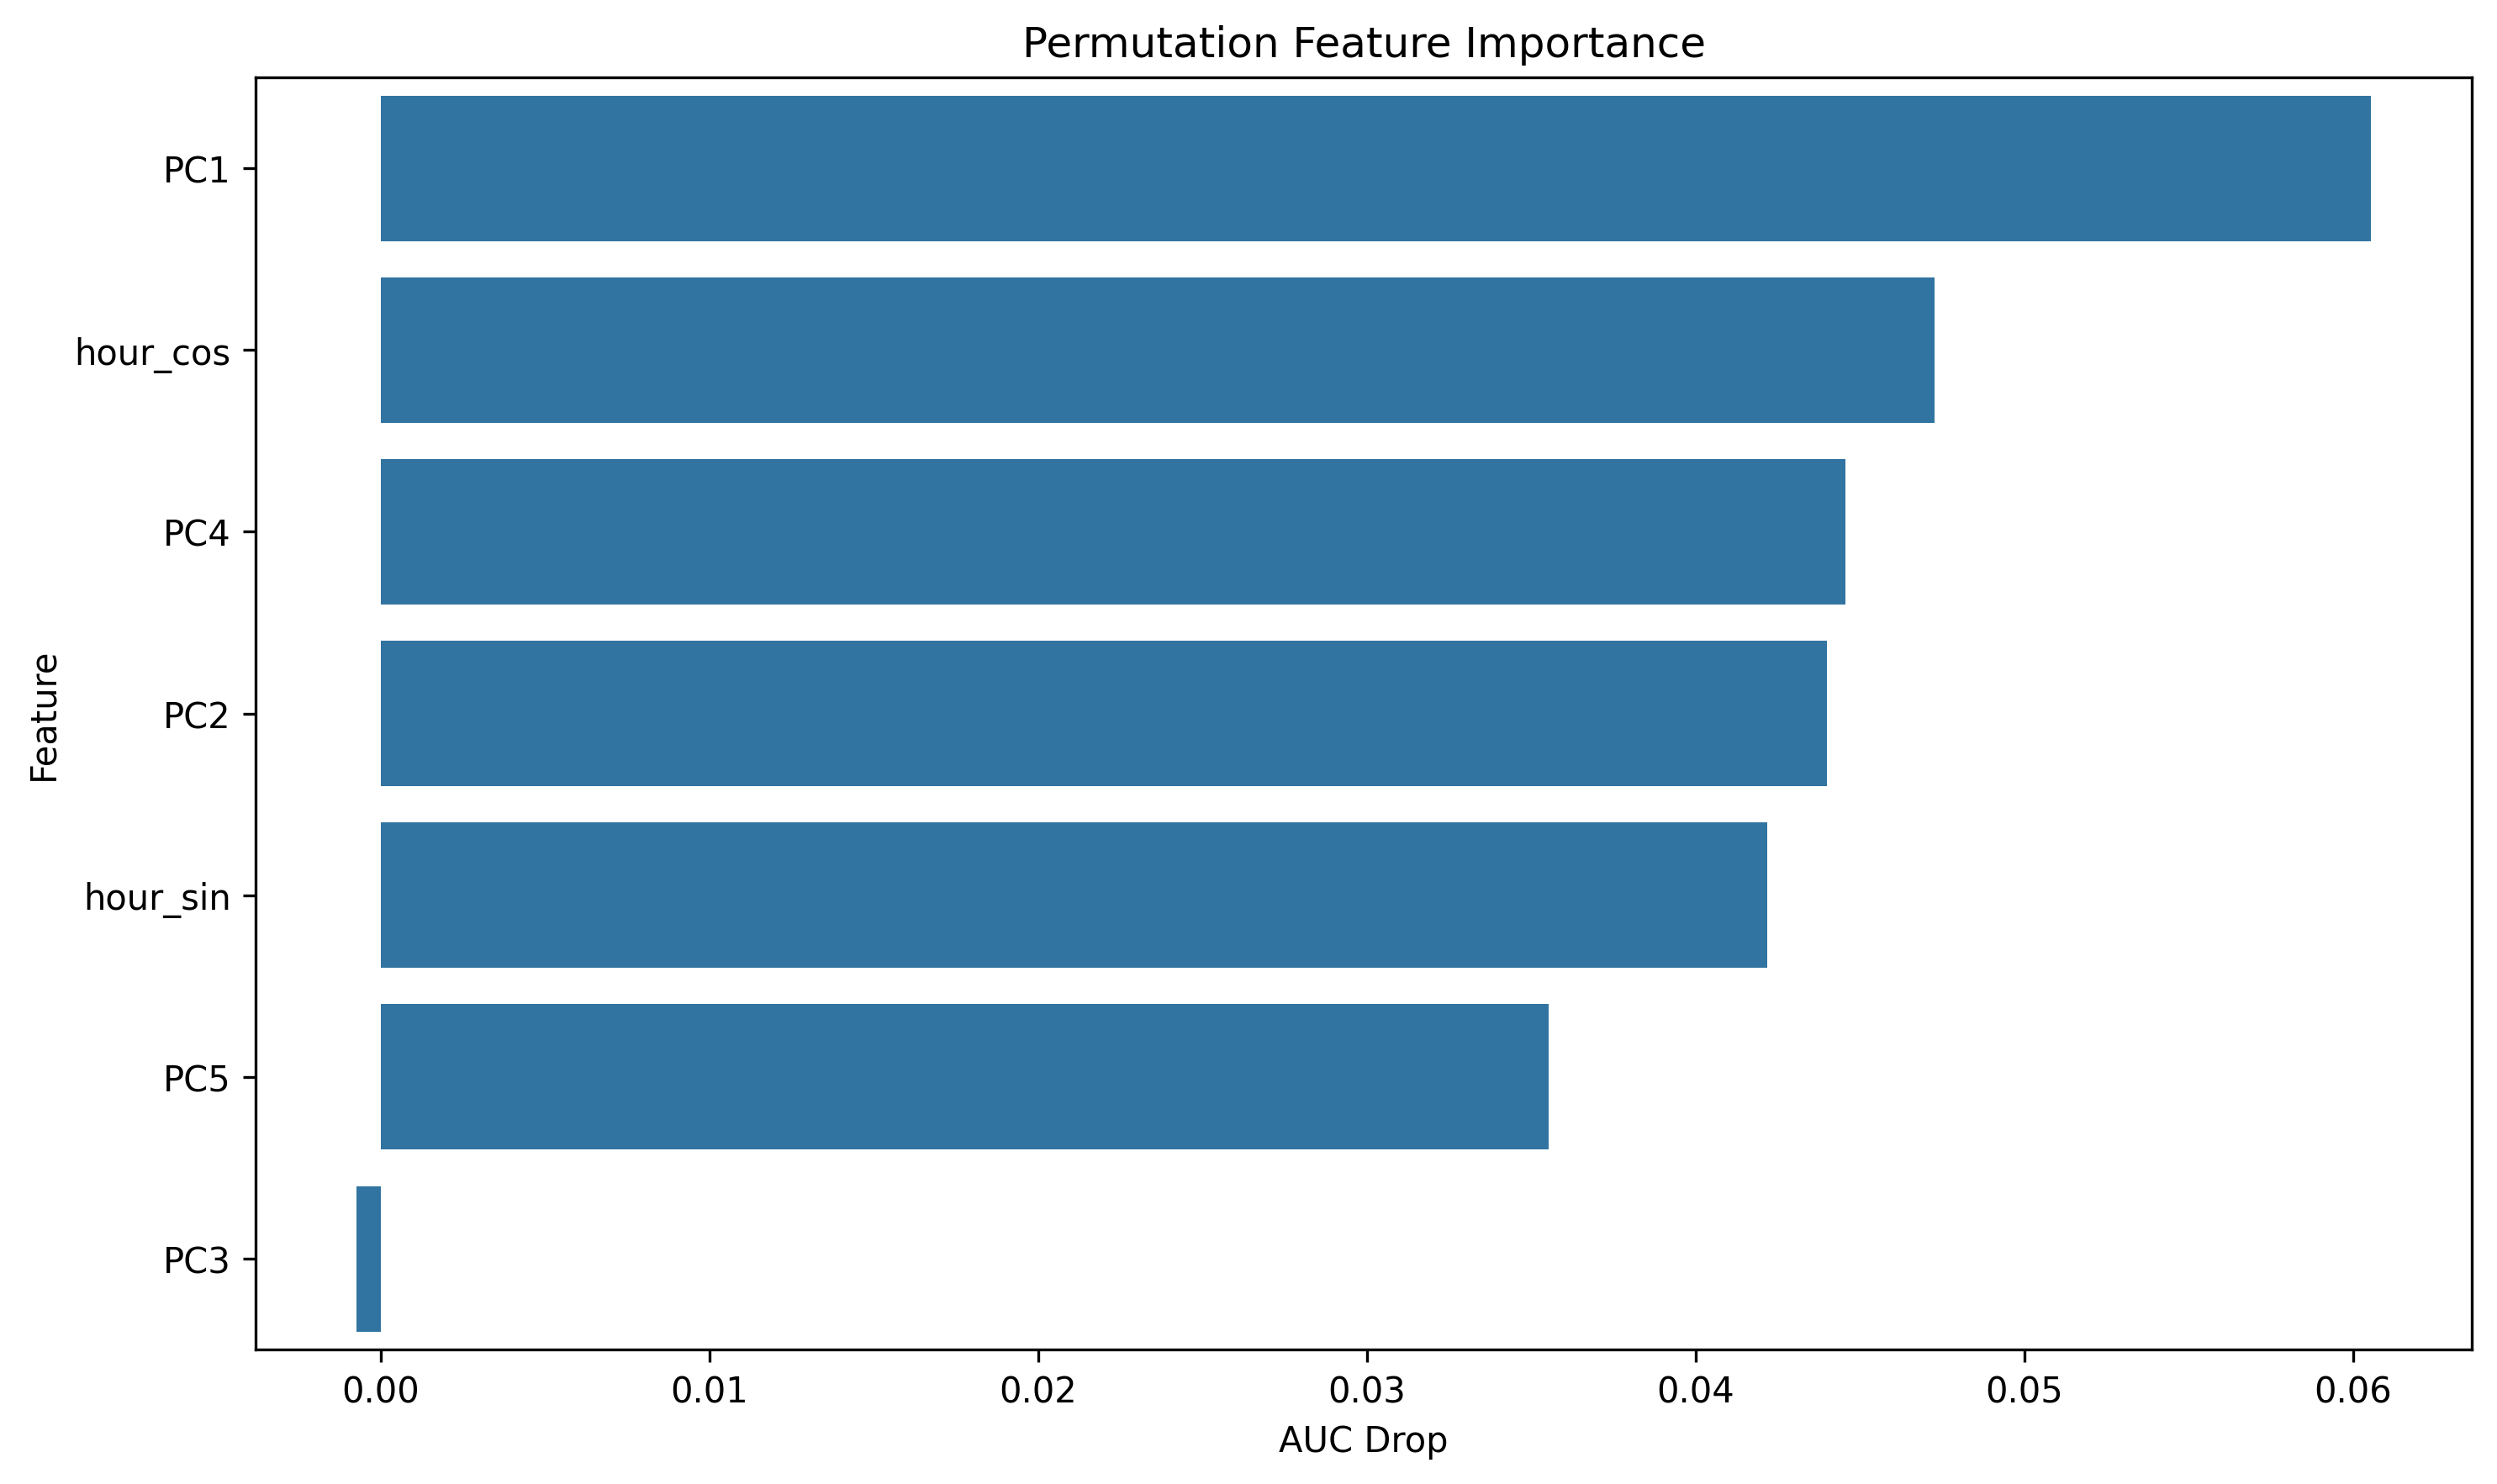 Permutation Feature Importance
PC1
hour_cos
PC4
PC2
hour_sin
PC5
PC3
Feature
0.00 0.01 0.02 0.03 0.04 0.05 0.06
AUC Drop